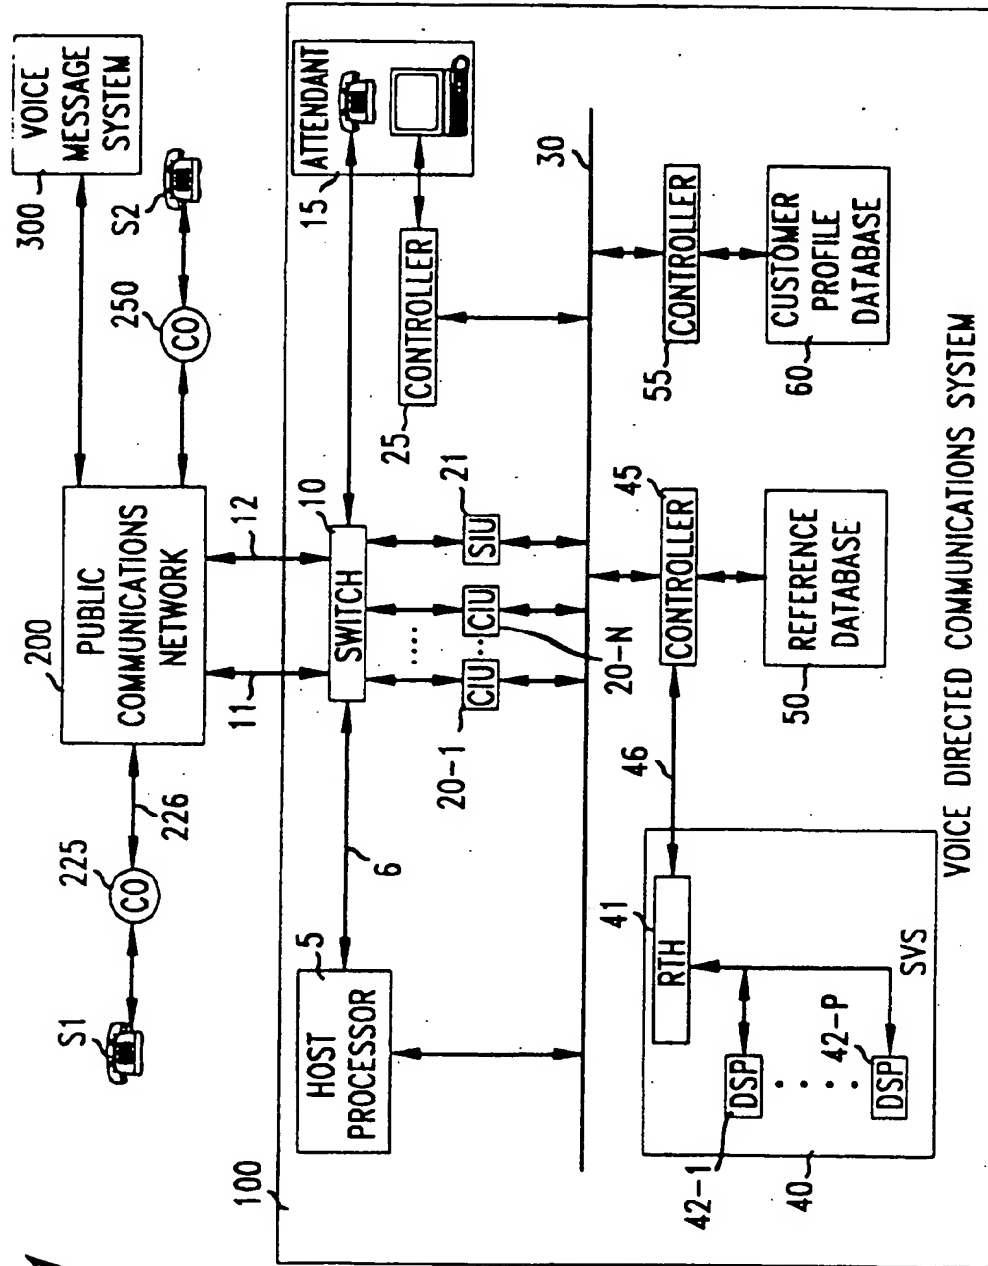 S1
225
CO
226
200
PUBLIC
COMMUNICATIONS
NETWORK
250
CO
S2
300
VOICE
MESSAGE
SYSTEM
11
12
100
HOST
PROCESSOR
5
6
10
SWITCH
ATTENDANT
15
CONTROLLER
25
20-1
CIU
CIU
20-N
SIU
21
30
46
41
RTH
42-1
DSP
42-P
DSP
SVS
40
CONTROLLER
45
REFERENCE
DATABASE
50
CONTROLLER
55
CUSTOMER
PROFILE
DATABASE
60
VOICE DIRECTED COMMUNICATIONS SYSTEM